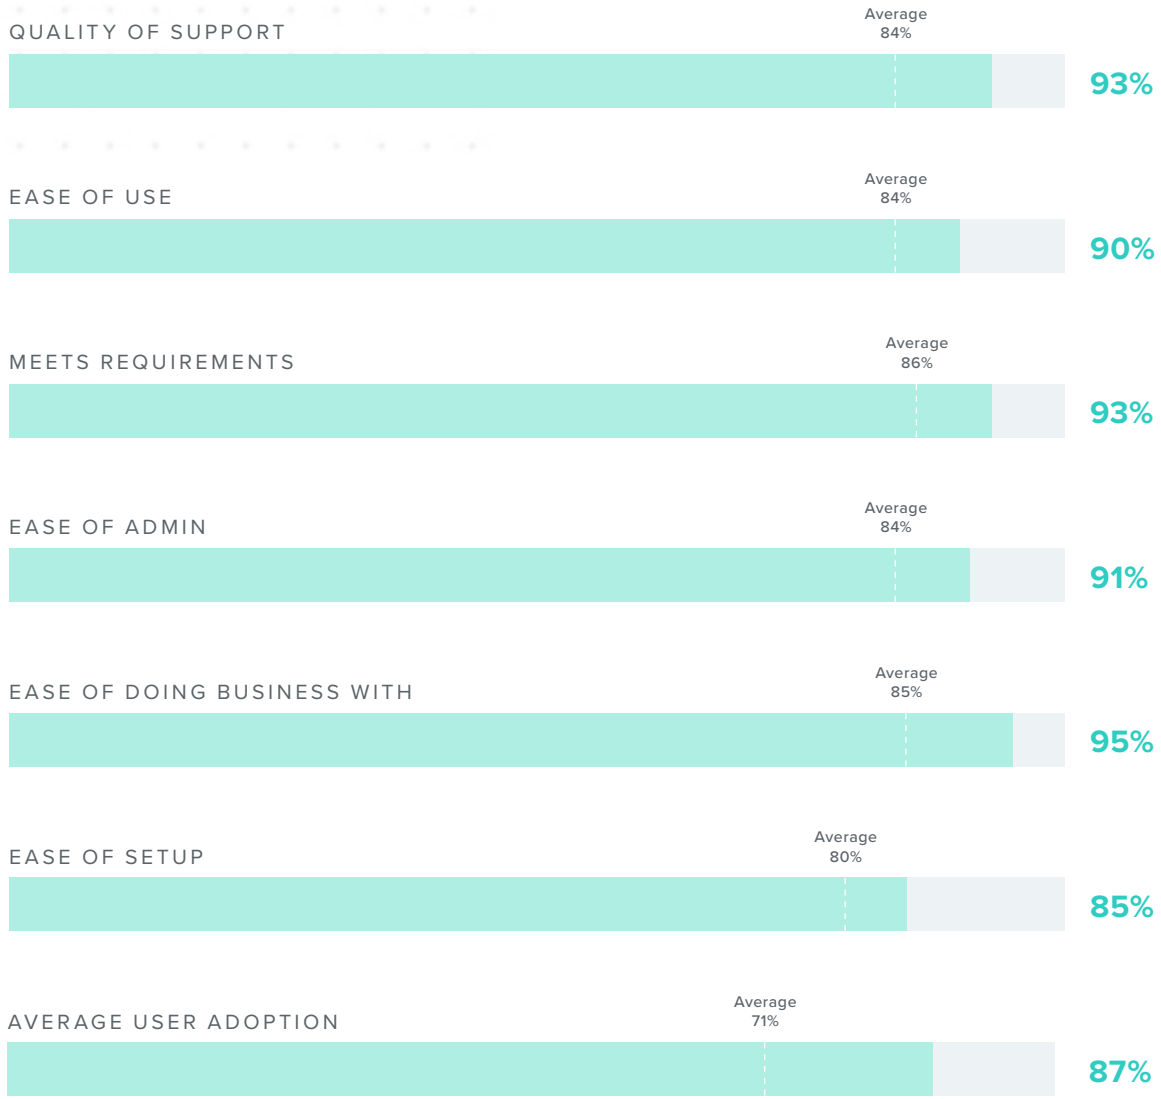 Average
84%
QUALITY OF SUPPORT
93%
Average
84%
EASE OF USE
90%
Average
86%
MEETS REQUIREMENTS
93%
Average
84%
EASE OF ADMIN
91%
Average
85%
EASE OF DOING BUSINESS WITH
95%
Average
80%
EASE OF SETUP
85%
Average
71%
AVERAGE USER ADOPTION
87%